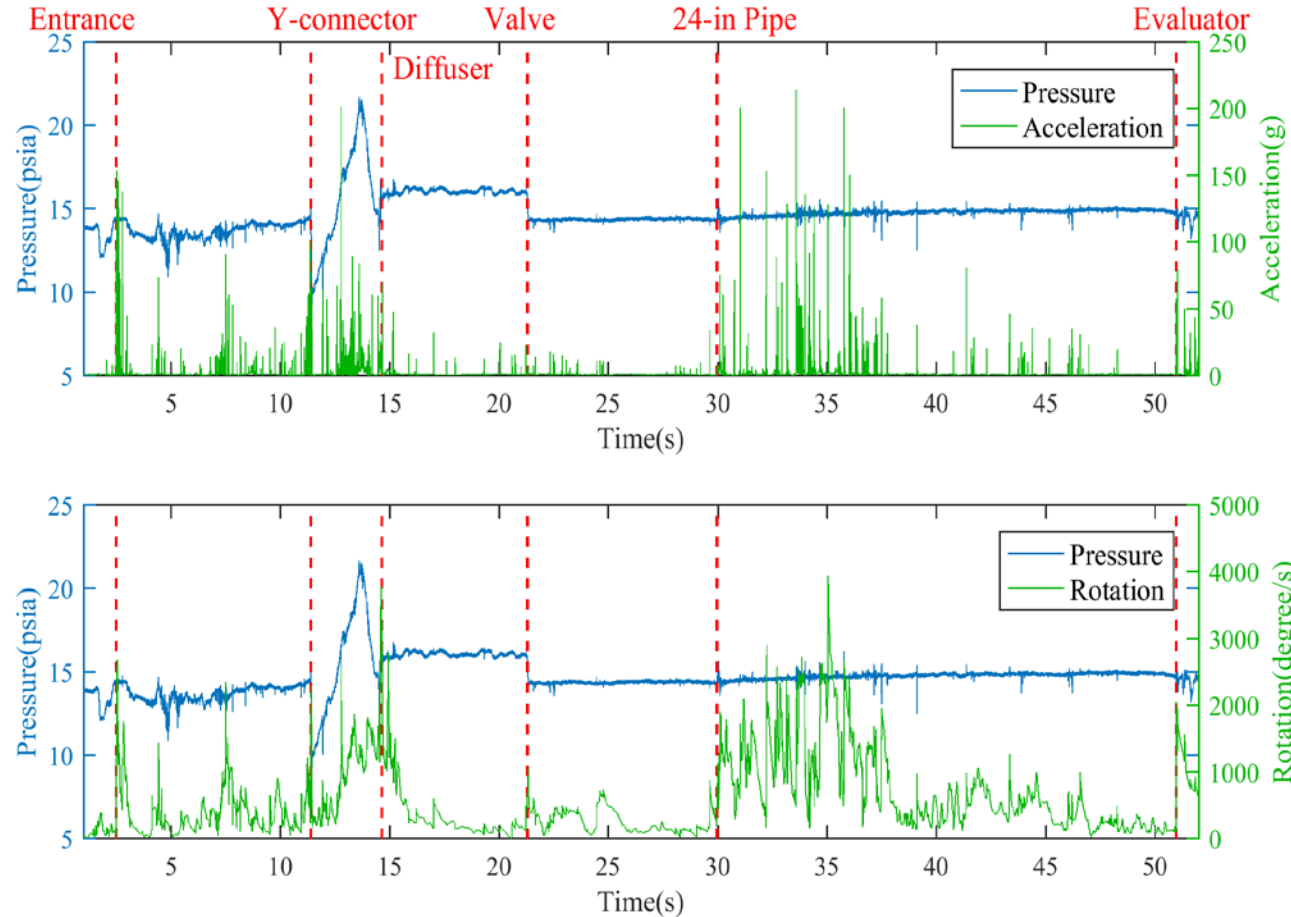 Entrance Y-connector Valve 24-in Pipe Evaluator
Diffuser
25 250
20 200
15 150
10 100
5 50
0
Pressure(psia)
Acceleration(g)
Pressure
Acceleration
5 10 15 20 25 30 35 40 45 50
Time(s)
25 5000
20 4000
15 3000
10 2000
5 1000
0
Pressure(psia)
Rotation(degree/s)
Pressure
Rotation
5 10 15 20 25 30 35 40 45 50
Time(s)